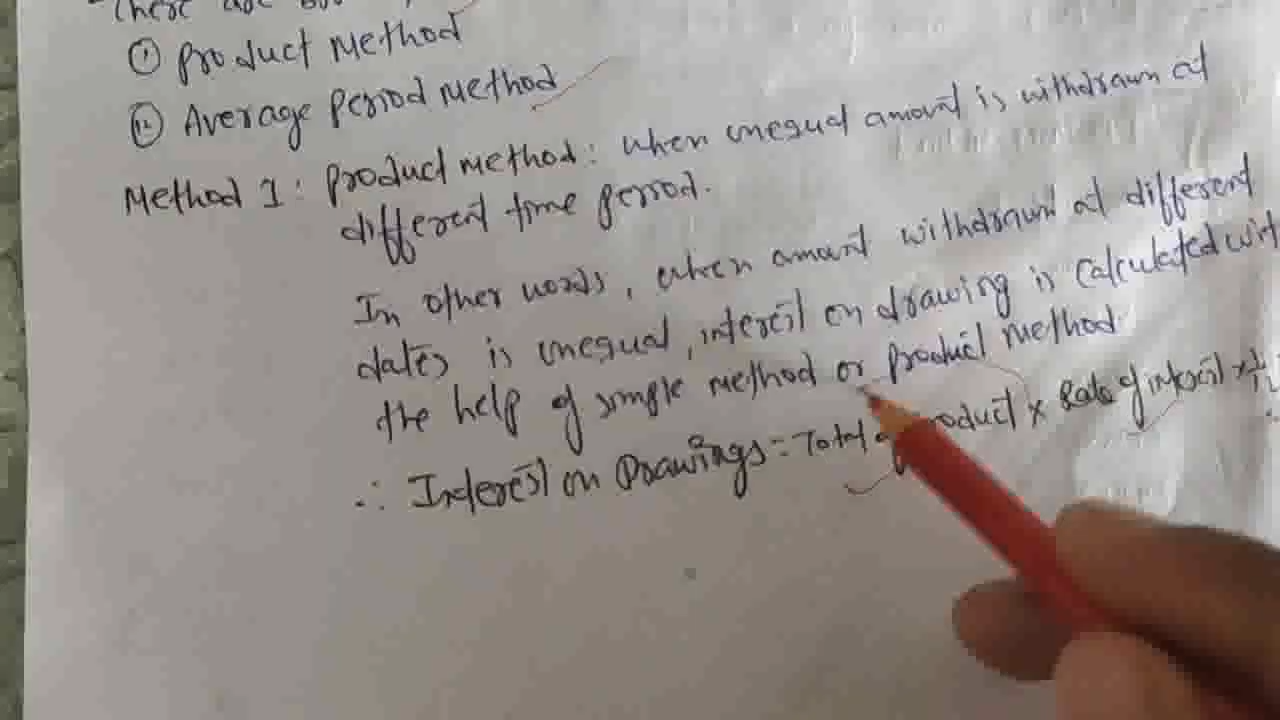 There are
① Product Method
② Average Period Method
Method 1: Product method: when unequal amount is withdrawn at
different time period.
In other words, when amount withdrawn at different
dates is unequal, interest on drawing is calculated with
the help of simple method or product method.
∴ Interest on Drawings = Total of product × Rate of interest ×